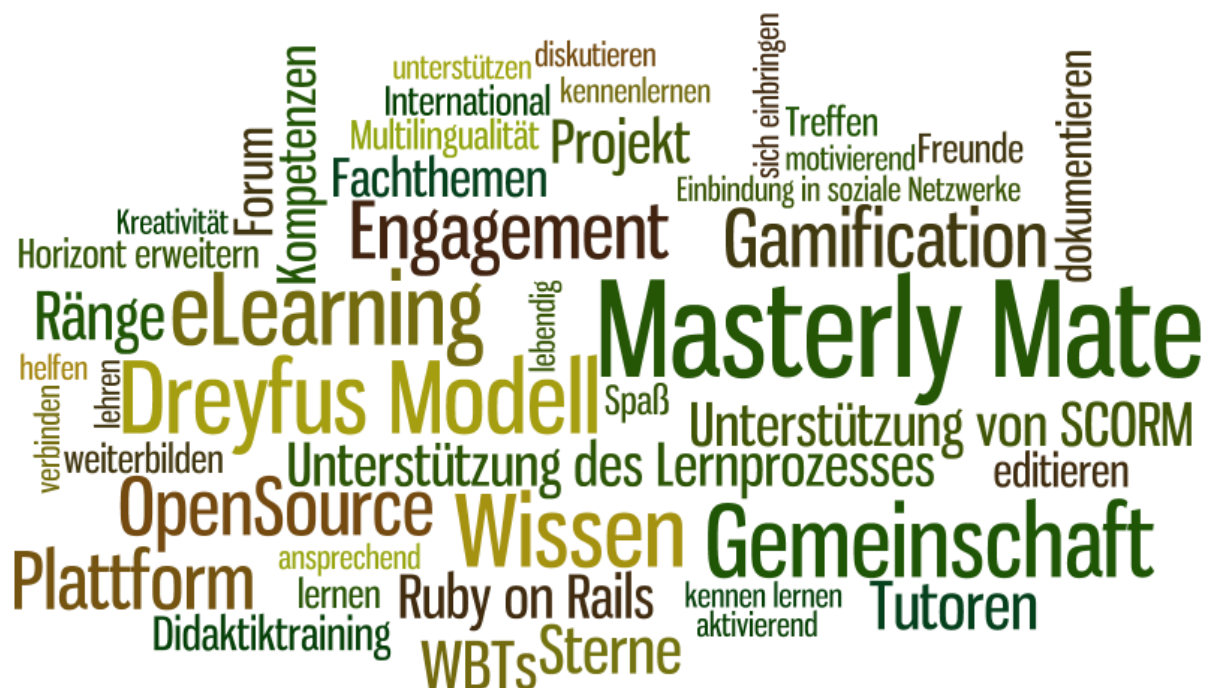 sich einbringen
diskutieren
unterstützen
Kompetenzen
dokumentieren
International
kennenlernen
Treffen
Multilingualität
Projekt
Forum
motivierend
Freunde
Fachthemen
Einbindung in soziale Netzwerke
Kreativität
Engagement
Gamification
Horizont erweitern
Ränge
eLearning
lebendig
Masterly Mate
helfen
lehren
Dreyfus Modell
Spaß
verbinden
Unterstützung von SCORM
weiterbilden
Unterstützung des Lernprozesses
editieren
OpenSource
Wissen
Gemeinschaft
ansprechend
Plattform
lernen
Ruby on Rails
kennen lernen
Tutoren
aktivierend
Didaktiktraining
WBTs
Sterne